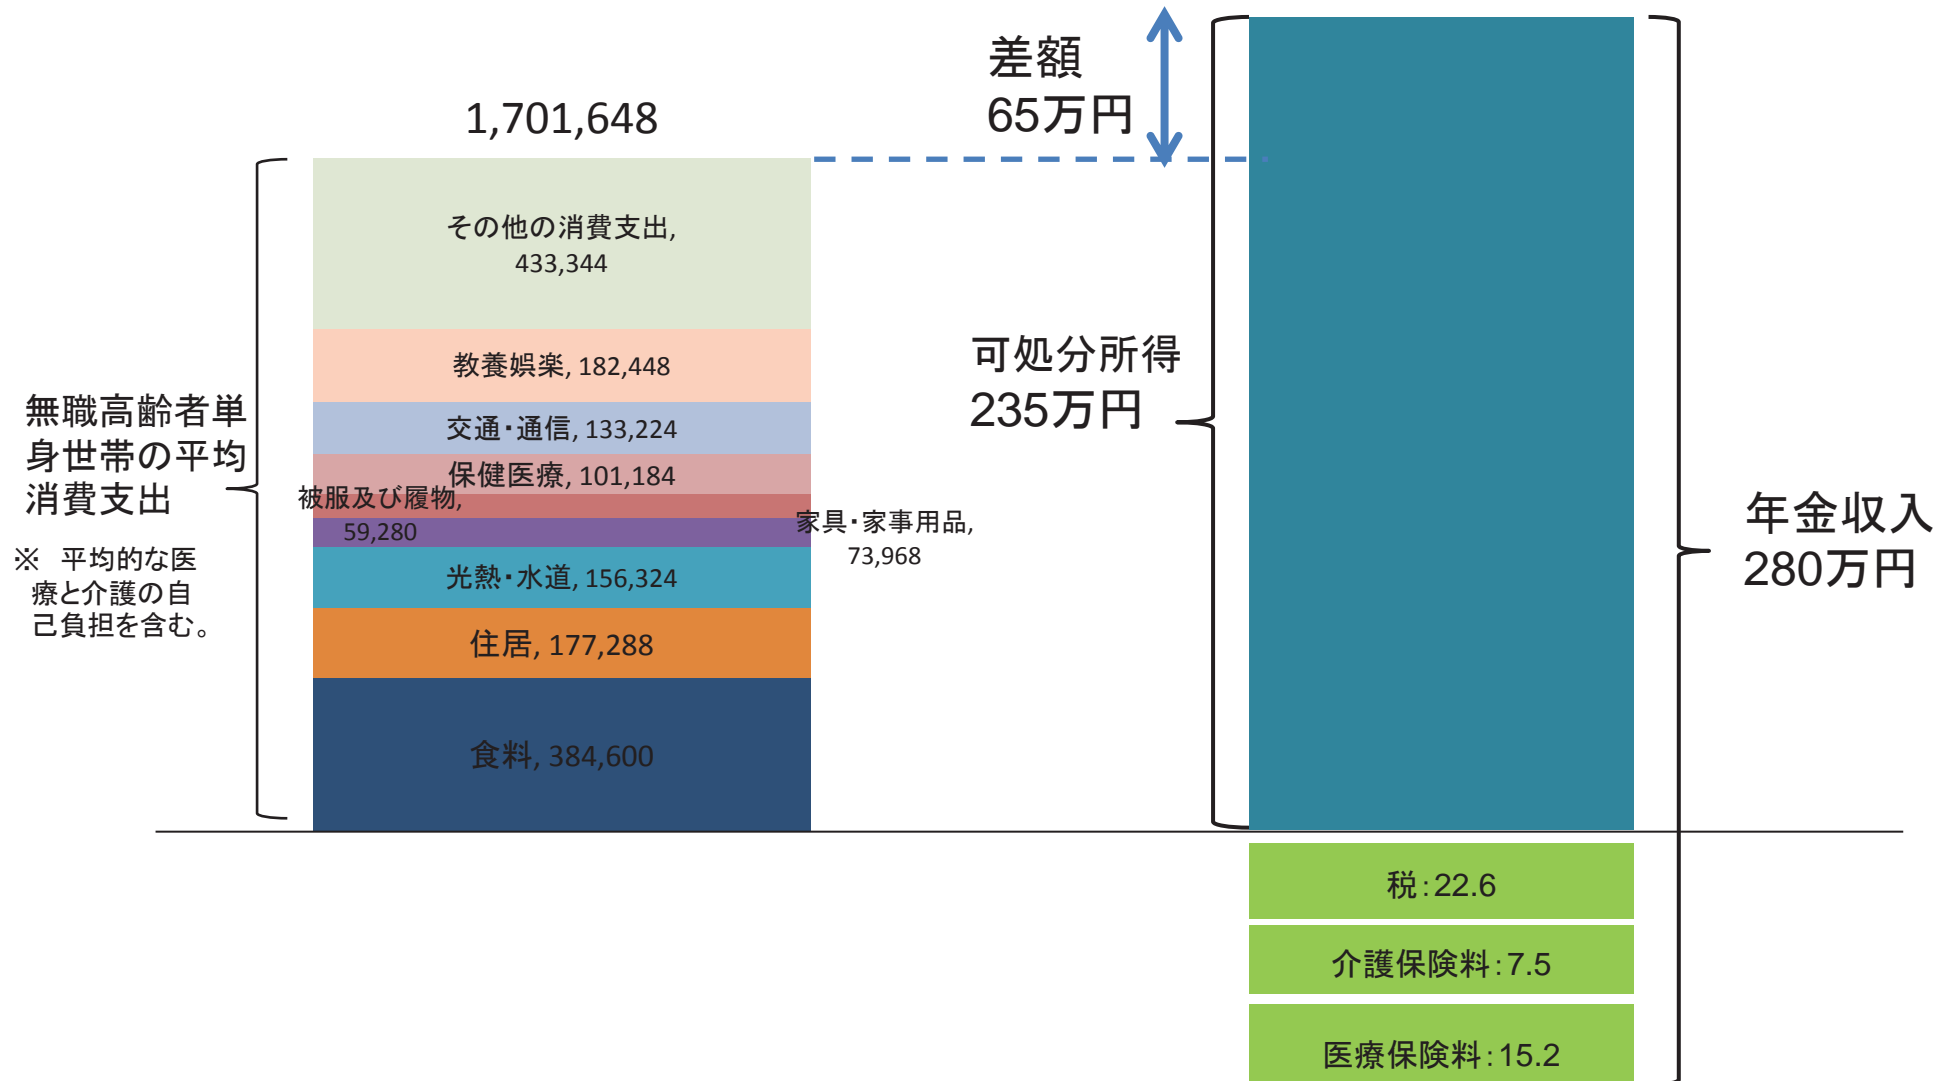 差額
65万円
1,701,648
その他の消費支出,
433,344
教養娯楽, 182,448
交通・通信, 133,224
保健医療, 101,184
被服及び履物,
59,280
家具・家事用品,
73,968
光熱・水道, 156,324
住居, 177,288
食料, 384,600
無職高齢者単
身世帯の平均
消費支出
※ 平均的な医
療と介護の自
己負担を含む。
可処分所得
235万円
年金収入
280万円
税:22.6
介護保険料:7.5
医療保険料:15.2